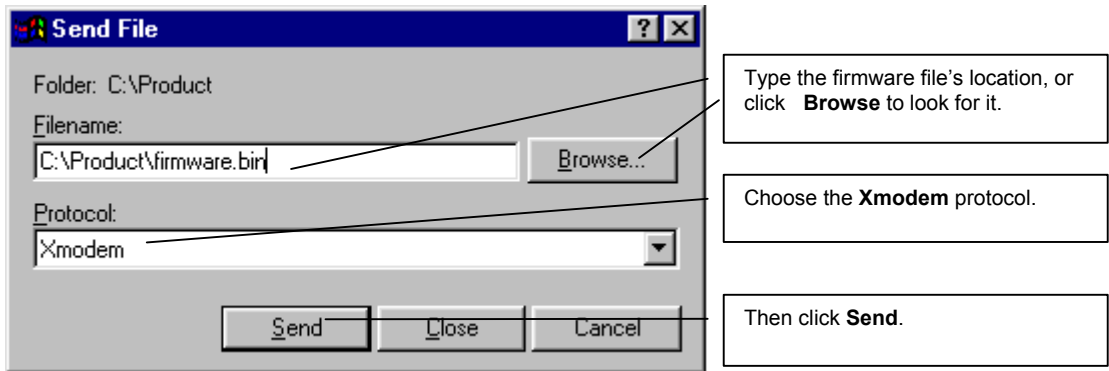 Send File
Folder: C:\Product
Filename:
C:\Product\firmware.bin
Browse...
Protocol:
Xmodem
Send
Close
Cancel
Type the firmware file's location, or
click Browse to look for it.
Choose the Xmodem protocol.
Then click Send.